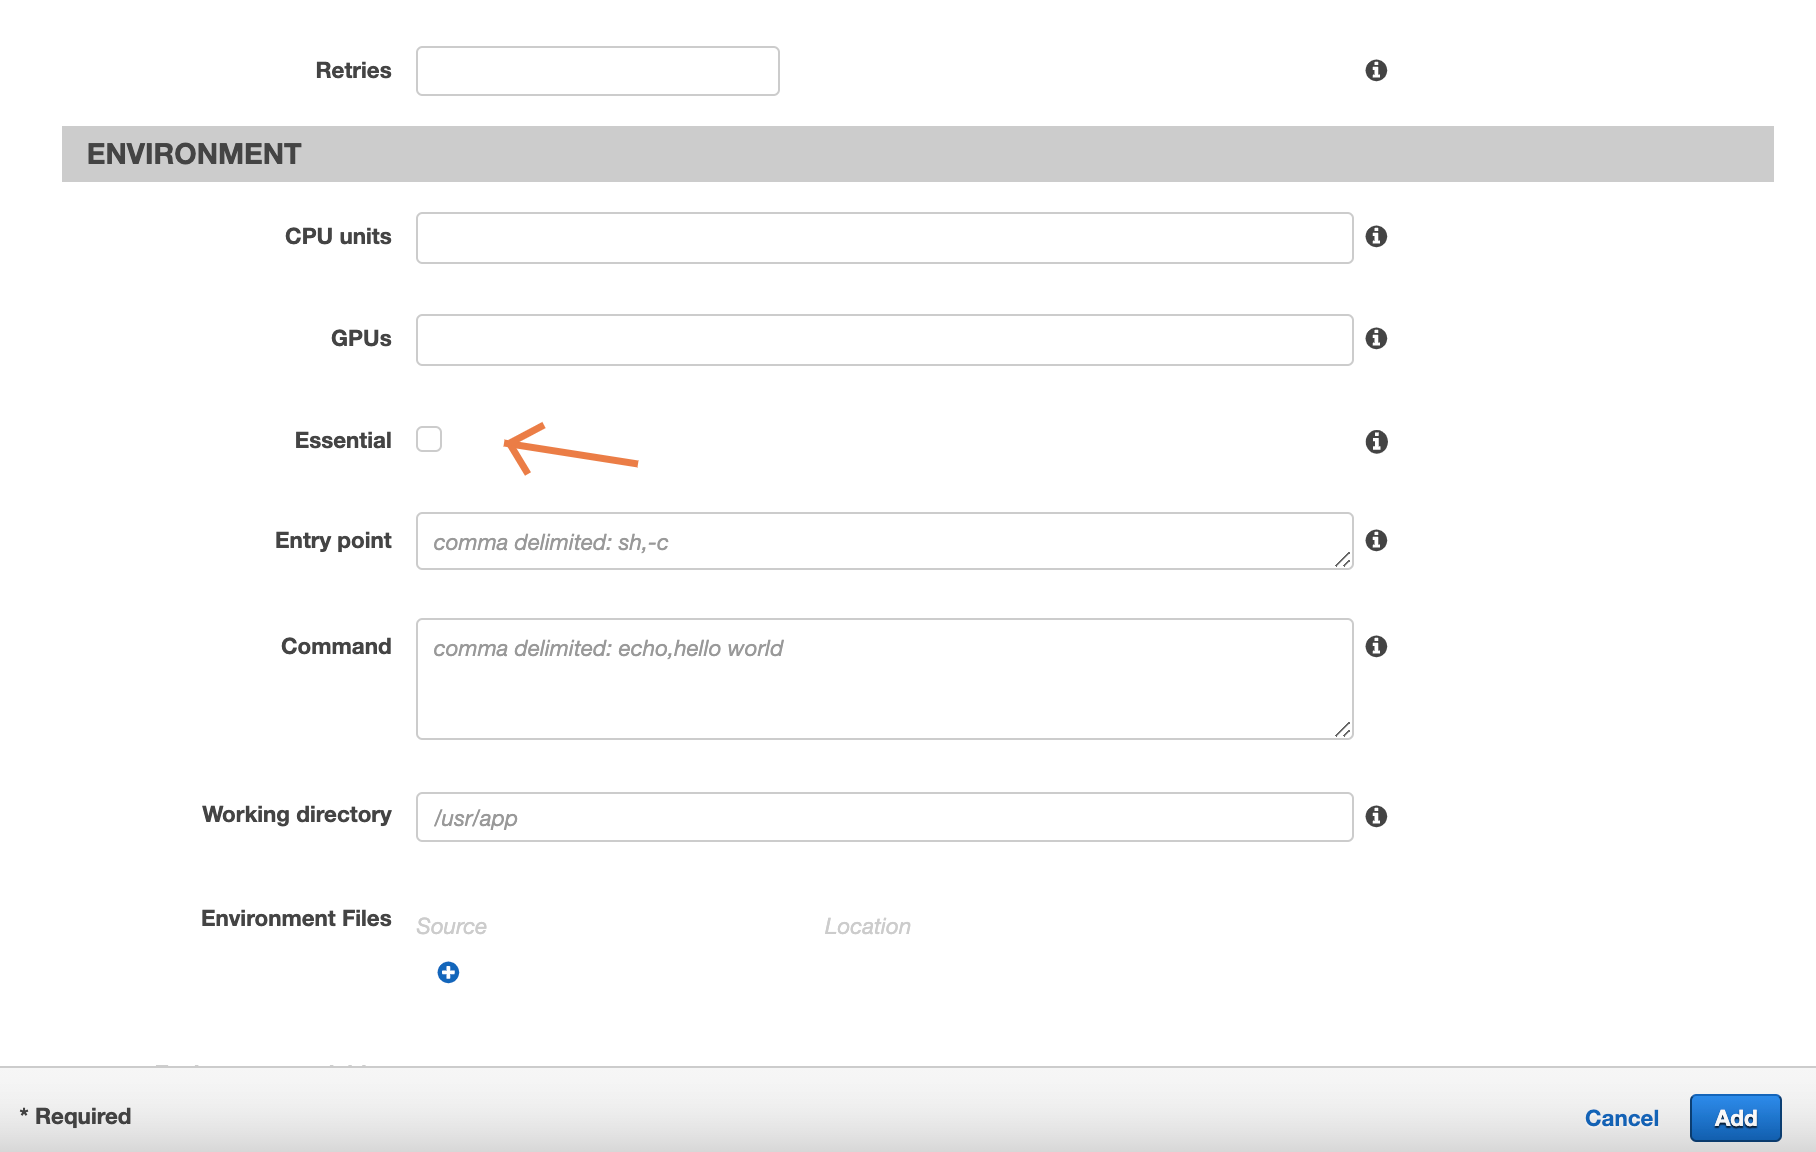 Retries
ENVIRONMENT
CPU units
GPUs
Essential
Entry point comma delimited: sh,-c
Command comma delimited: echo,hello world
Working directory /usr/app
Environment Files Source Location
* Required Cancel Add